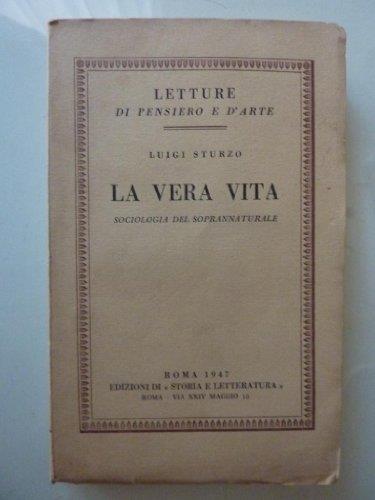 LETTURE
DI PENSIERO E D'ARTE
LUIGI STURZO
LA VERA VITA
SOCIOLOGIA DEL SOPRANNATURALE
ROMA 1947
EDIZIONI DI « STORIA E LETTERATURA »
ROMA - VIA XXIV MAGGIO 10